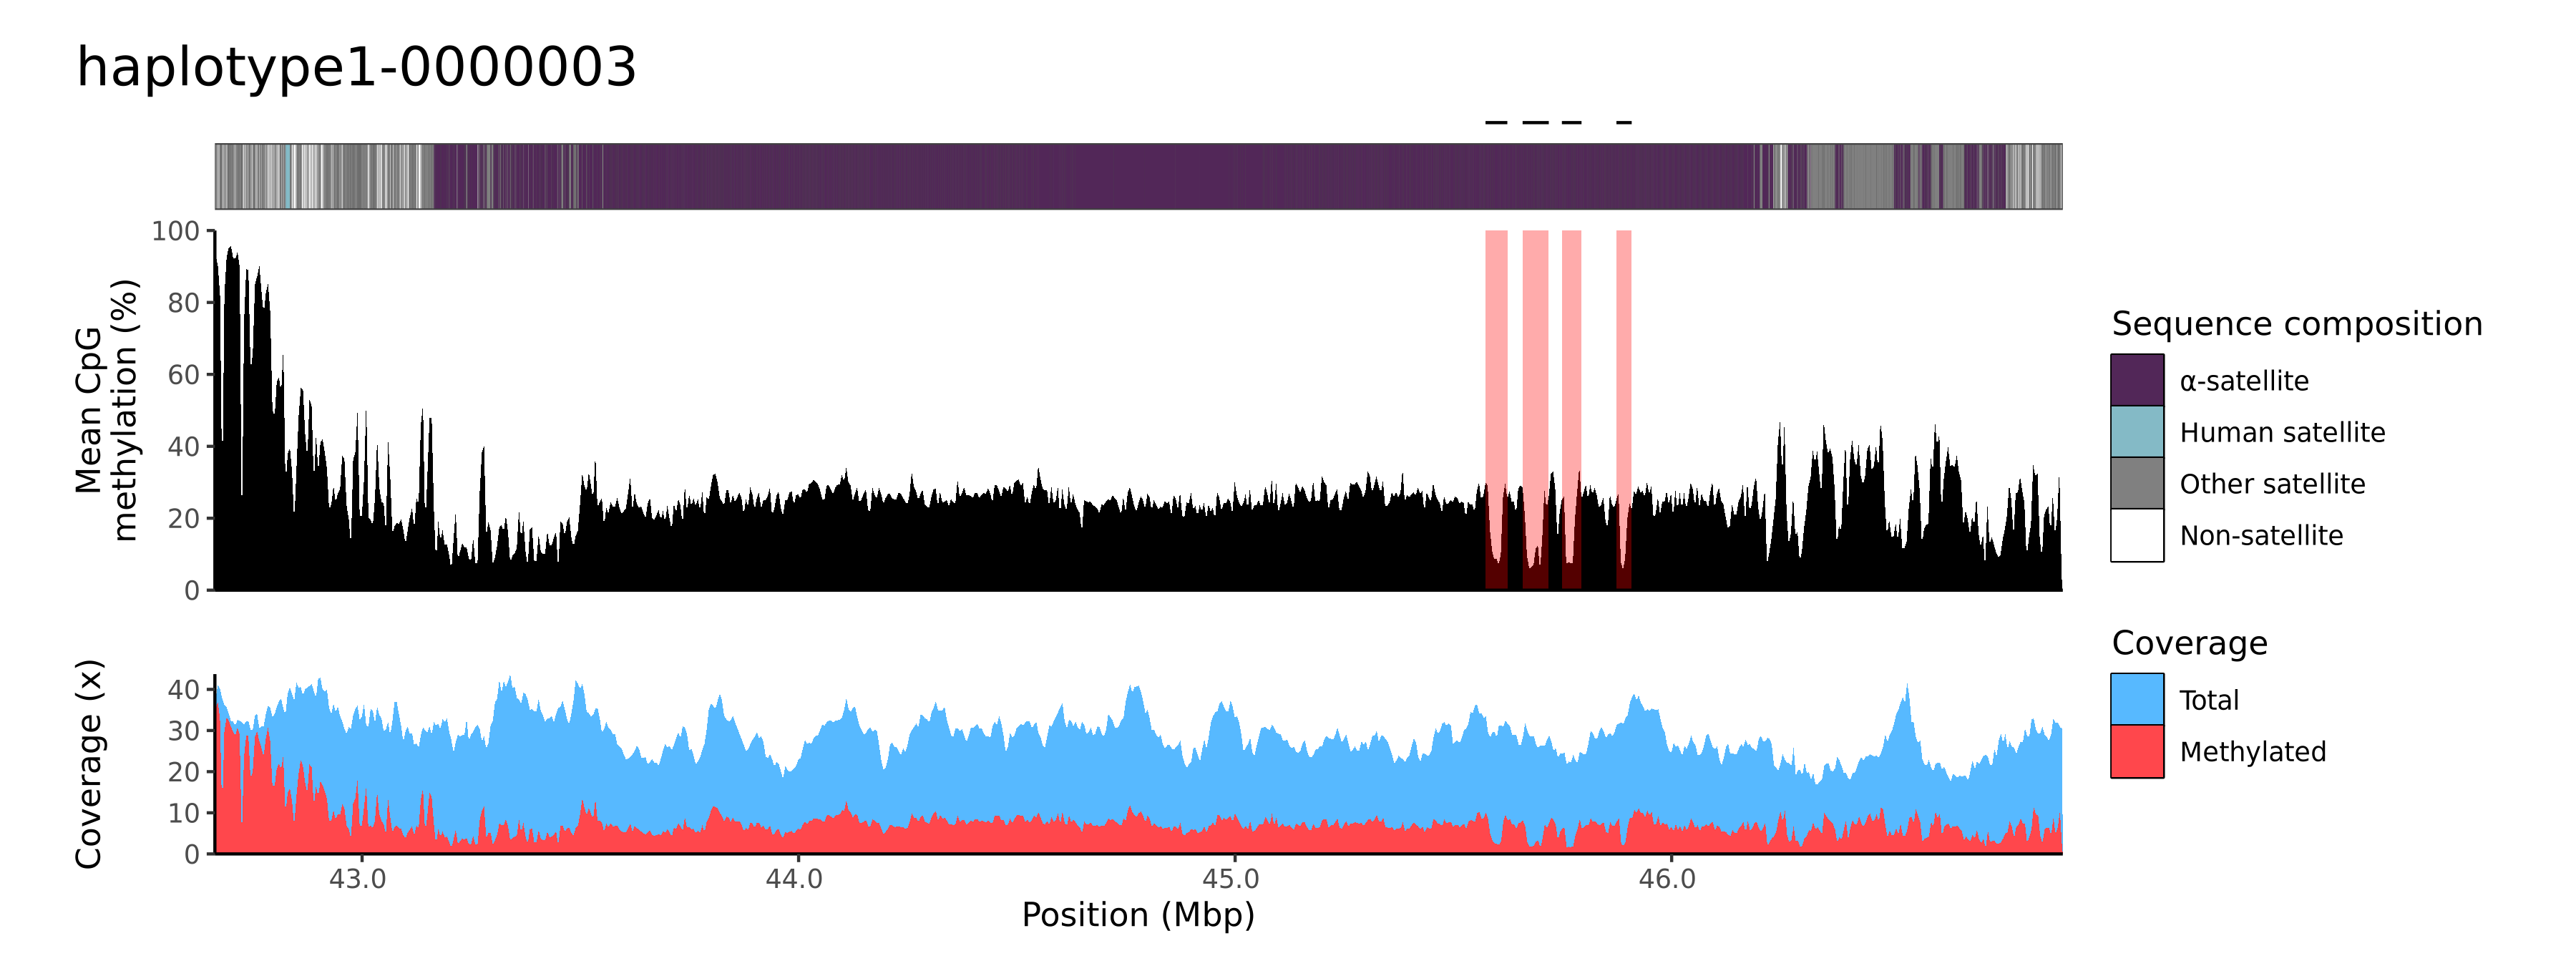 haplotype1-0000003
100
80
60
40
20
0
Mean CpG
methylation (%)
Sequence composition
α-satellite
Human satellite
Other satellite
Non-satellite
Coverage (x)
40
30
20
10
0
43.0
44.0
45.0
46.0
Position (Mbp)
Coverage
Total
Methylated